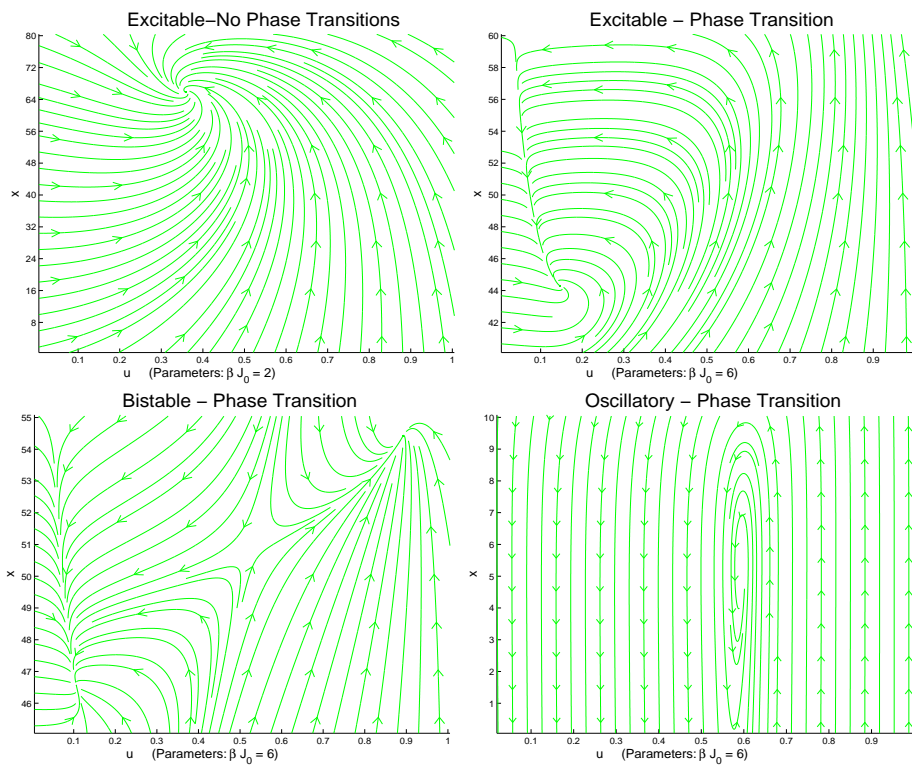 Excitable−No Phase Transitions
80
72
64
56
48
40
32
24
16
8
x
0.1 0.2 0.3 0.4 0.5 0.6 0.7 0.8 0.9 1
u (Parameters: β J0 = 2)
Excitable − Phase Transition
60
58
56
54
52
50
48
46
44
42
x
0.1 0.2 0.3 0.4 0.5 0.6 0.7 0.8 0.9
u (Parameters: β J0 = 6)
Bistable − Phase Transition
55
54
53
52
51
50
49
48
47
46
x
0.1 0.2 0.3 0.4 0.5 0.6 0.7 0.8 0.9 1
u (Parameters: β J0 = 6)
Oscillatory − Phase Transition
10
9
8
7
6
5
4
3
2
1
x
0.1 0.2 0.3 0.4 0.5 0.6 0.7 0.8 0.9
u (Parameters: β J0 = 6)